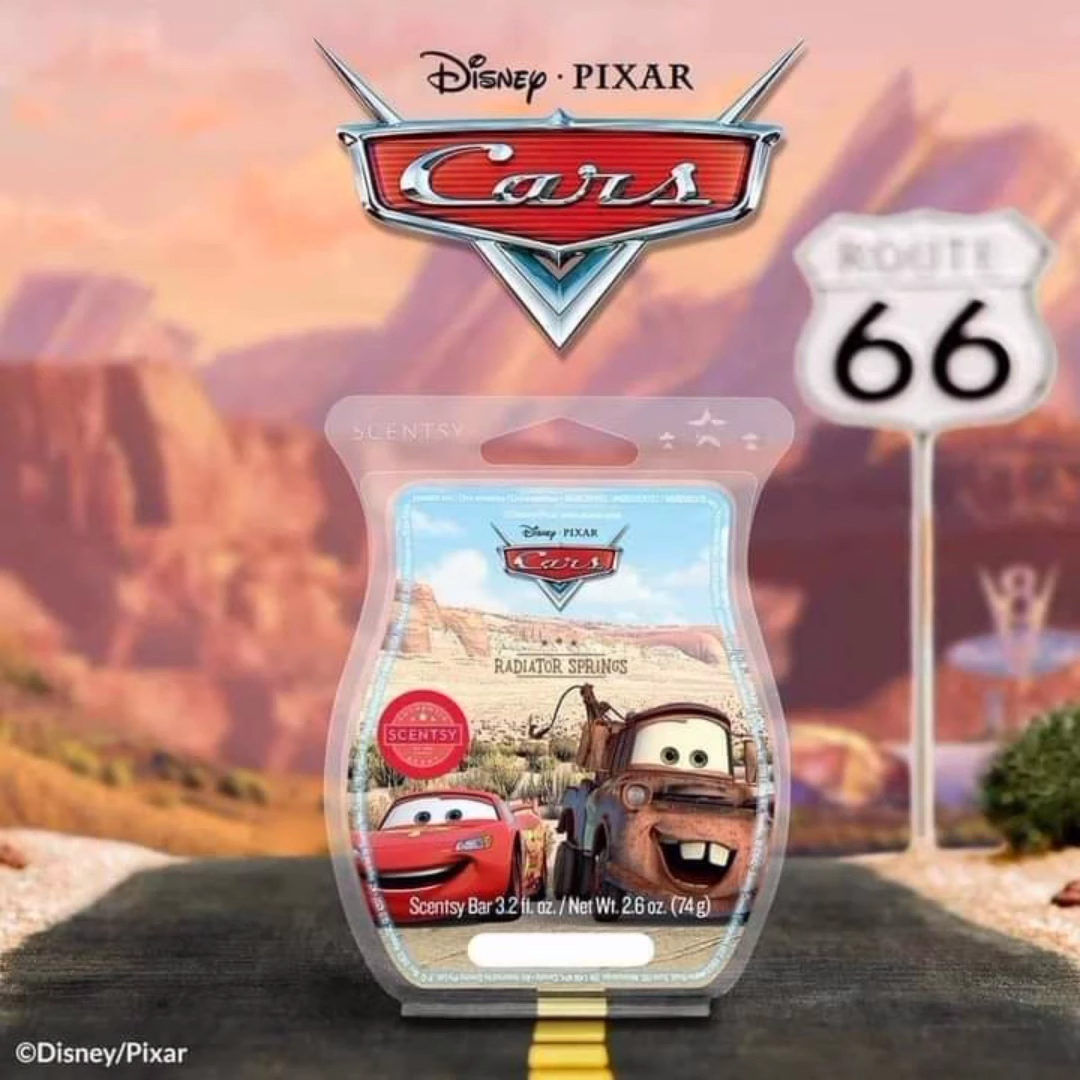 Disney · PIXAR
Cars
ROUTE
66
SCENTSY
Disney · PIXAR
Cars
RADIATOR SPRINGS
AUTHENTIC
SCENTSY
Scentsy Bar 3.2 fl. oz. / Net Wt. 2.6 oz. (74 g)
©Disney/Pixar